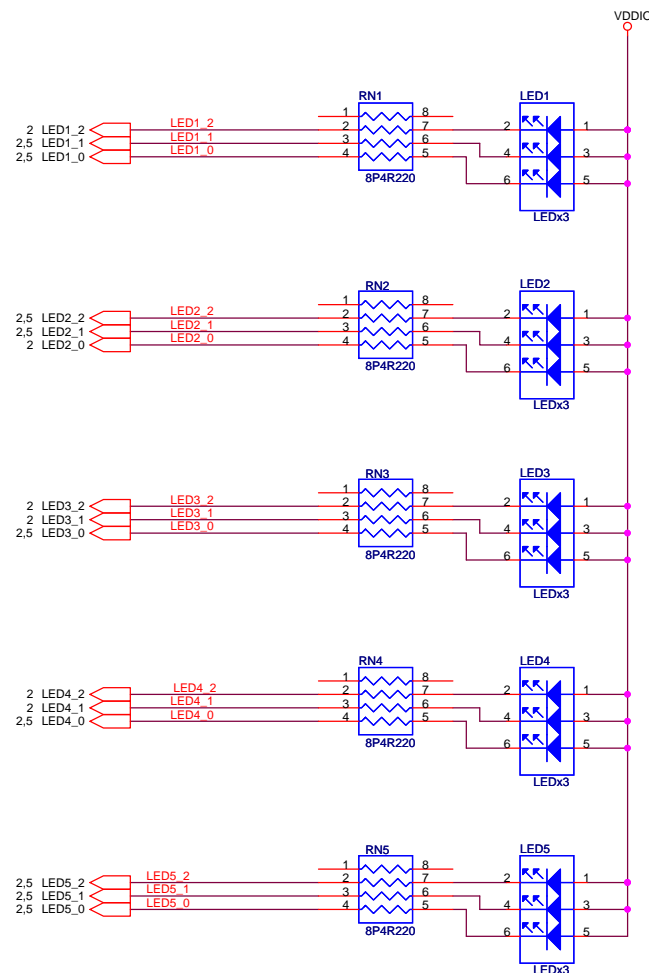 VDDIO
RN1 LED1
1 8
2 LED1_2 LED1_2 2 7 2 1
2,5 LED1_1 LED1_1 3 6 4 3
2,5 LED1_0 LED1_0 4 5 6 5
8P4R220
LEDx3
RN2 LED2
1 8
2,5 LED2_2 LED2_2 2 7 2 1
2,5 LED2_1 LED2_1 3 6 4 3
2 LED2_0 LED2_0 4 5 6 5
8P4R220
LEDx3
RN3 LED3
1 8
2 LED3_2 LED3_2 2 7 2 1
2 LED3_1 LED3_1 3 6 4 3
2,5 LED3_0 LED3_0 4 5 6 5
8P4R220
LEDx3
RN4 LED4
1 8
2 LED4_2 LED4_2 2 7 2 1
2 LED4_1 LED4_1 3 6 4 3
2,5 LED4_0 LED4_0 4 5 6 5
8P4R220
LEDx3
RN5 LED5
1 8
2,5 LED5_2 LED5_2 2 7 2 1
2,5 LED5_1 LED5_1 3 6 4 3
2,5 LED5_0 LED5_0 4 5 6 5
8P4R220
LEDx3